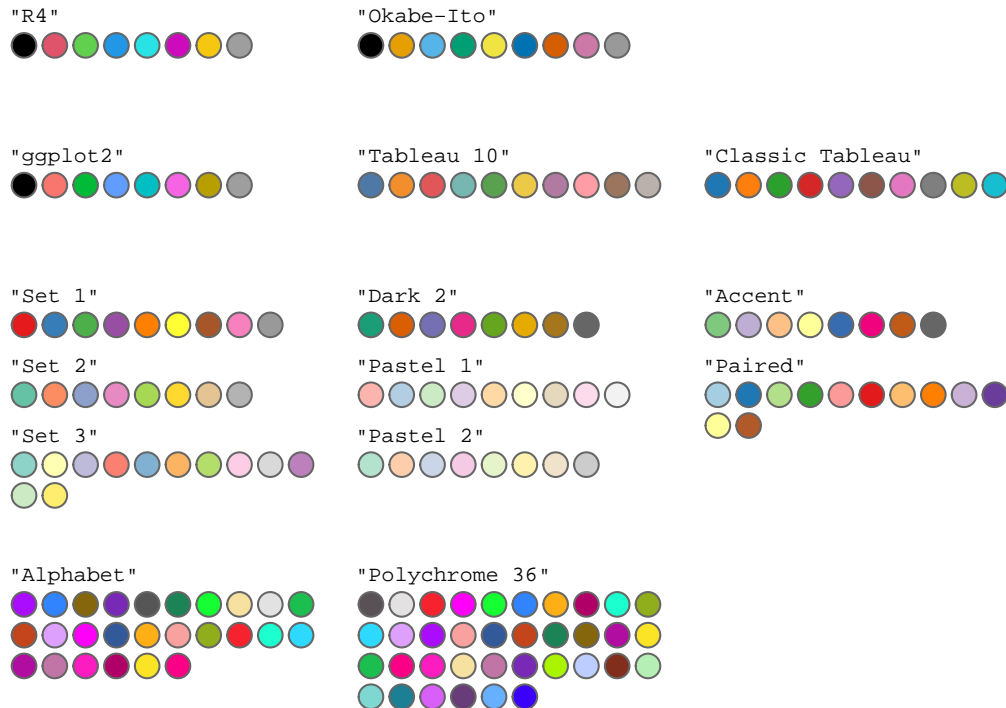 "R4"
"Okabe-Ito"
"ggplot2"
"Tableau 10"
"Classic Tableau"
"Set 1"
"Dark 2"
"Accent"
"Set 2"
"Pastel 1"
"Paired"
"Set 3"
"Pastel 2"
"Alphabet"
"Polychrome 36"